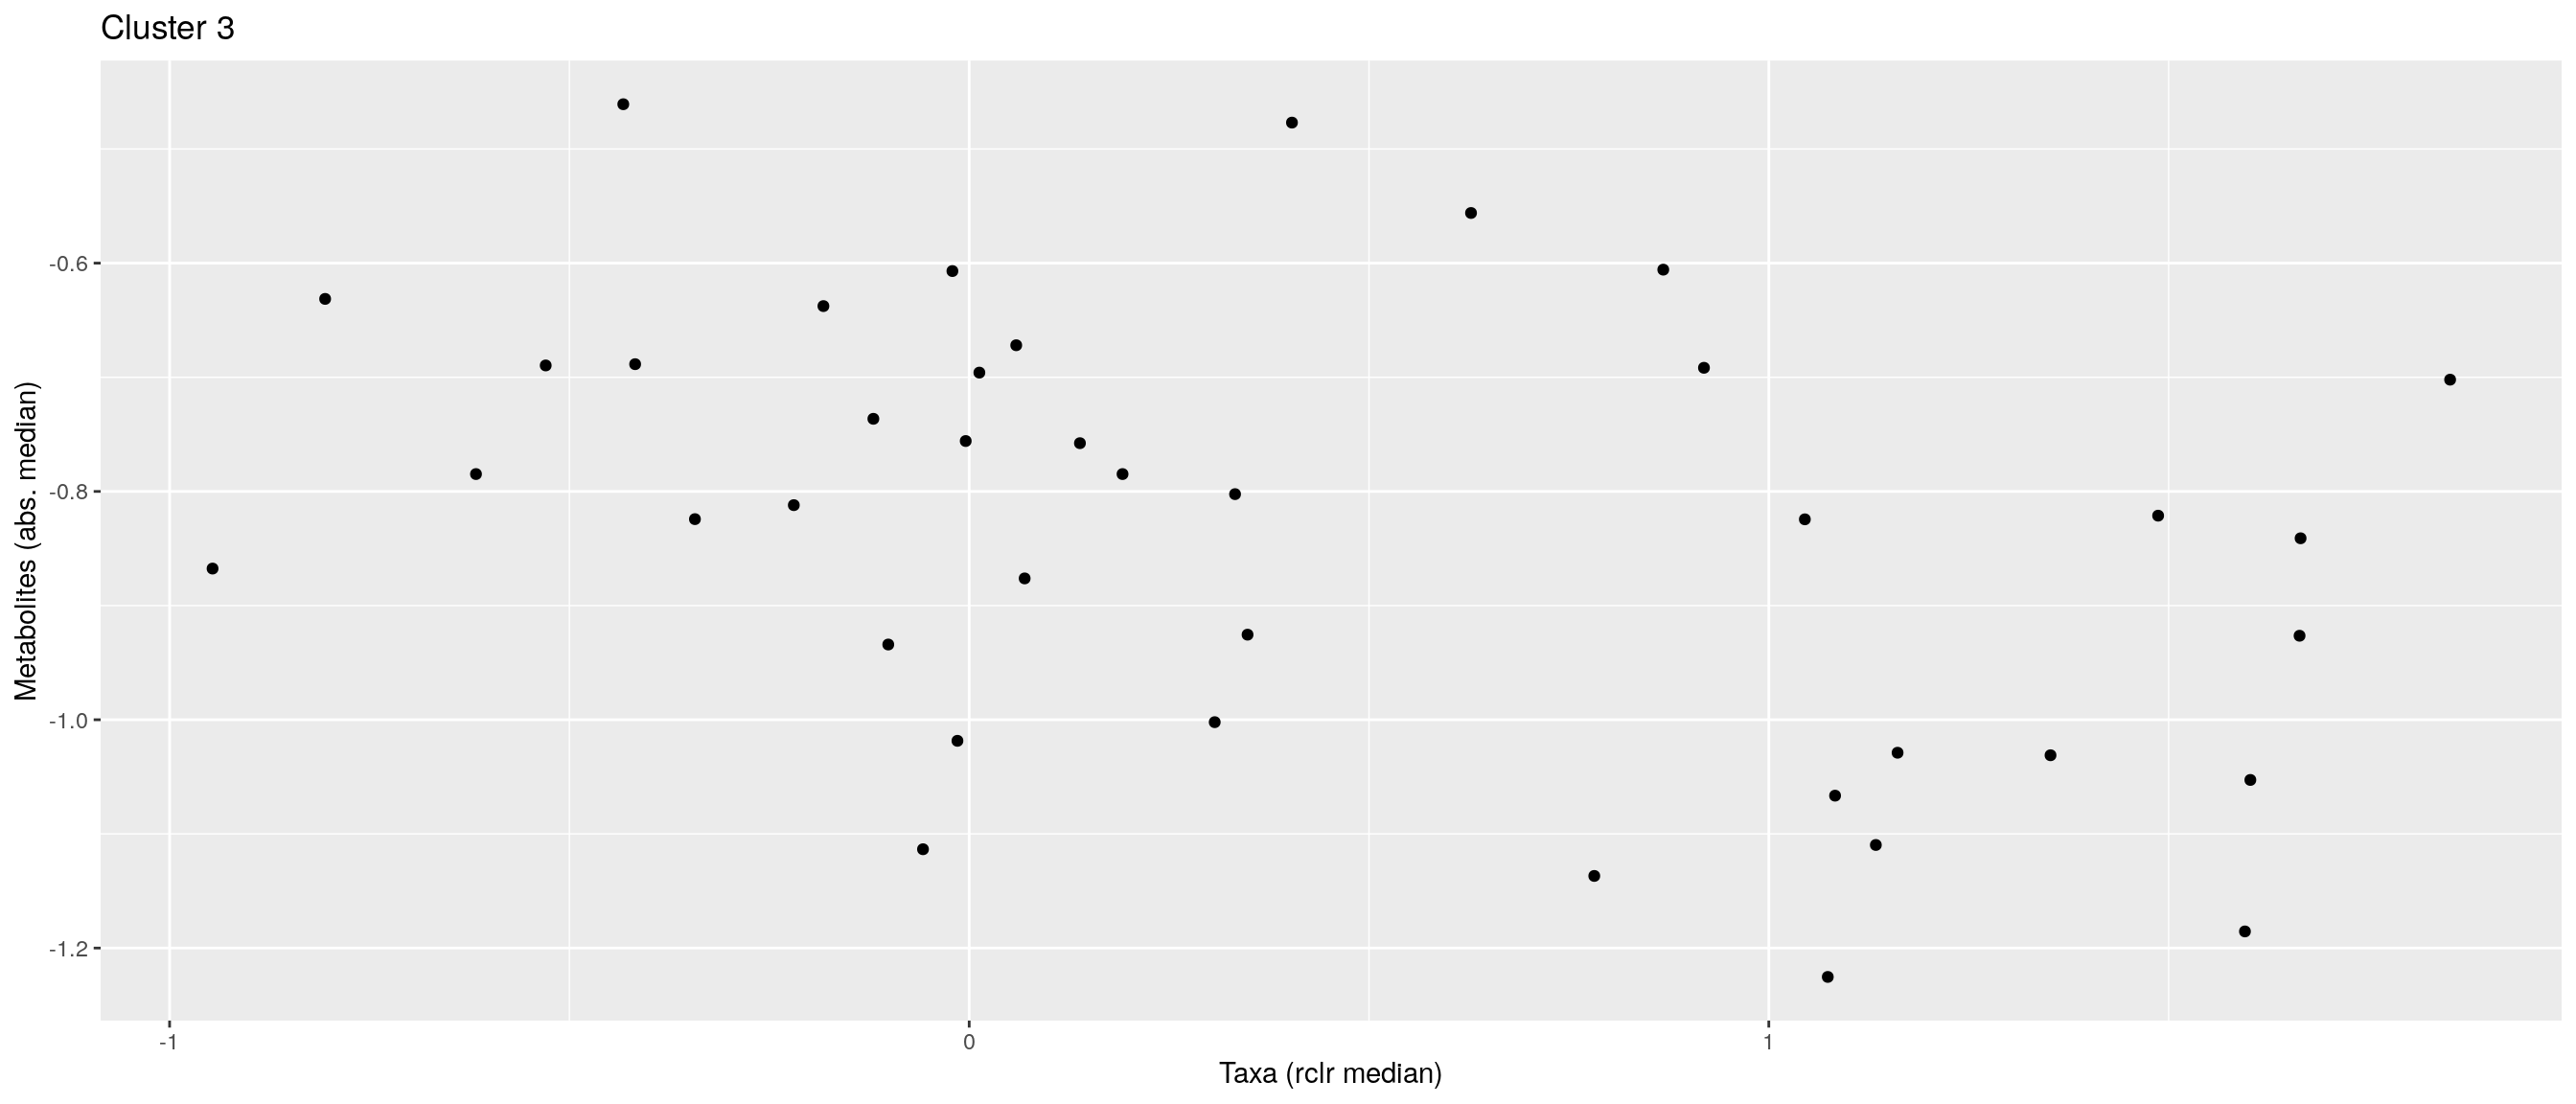 Cluster 3
Metabolites (abs. median)
-0.6
-0.8
-1.0
-1.2
-1
0
1
Taxa (rclr median)